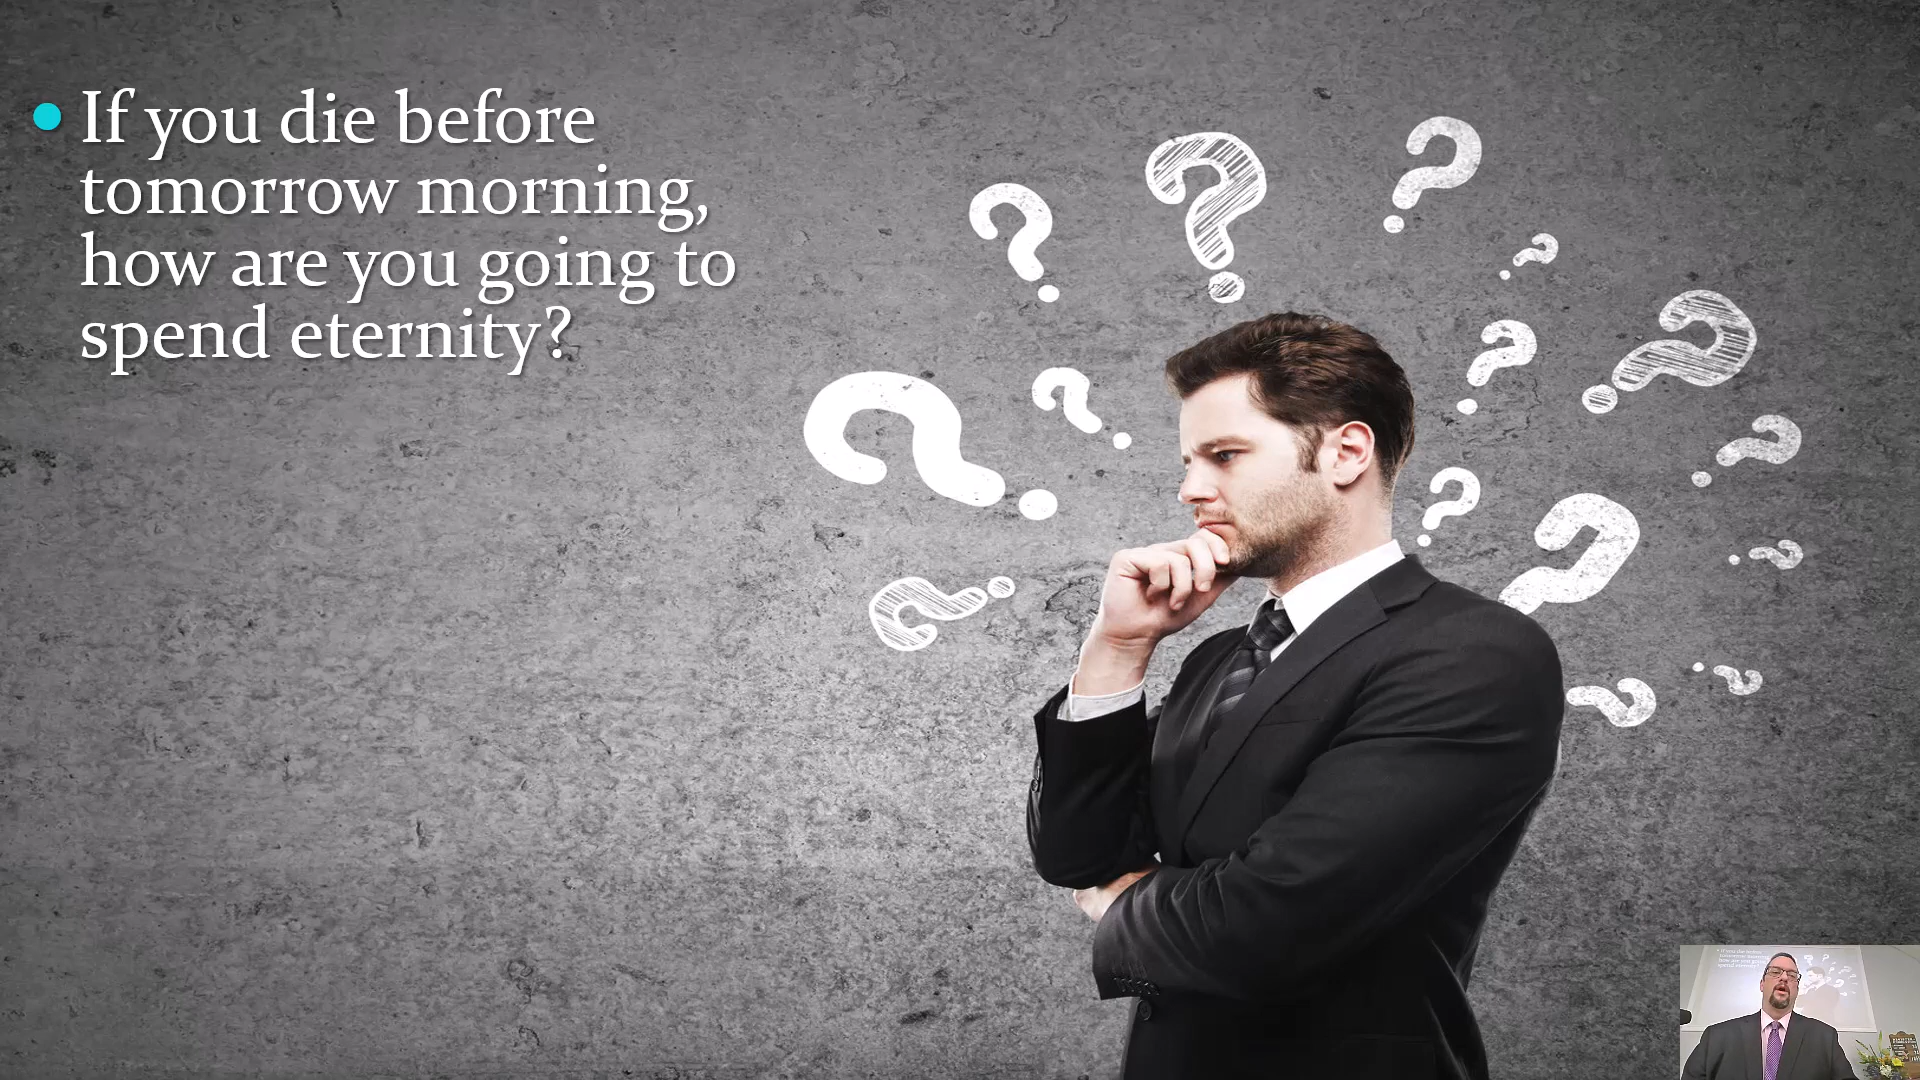 If you die before
tomorrow morning,
how are you going to
spend eternity?